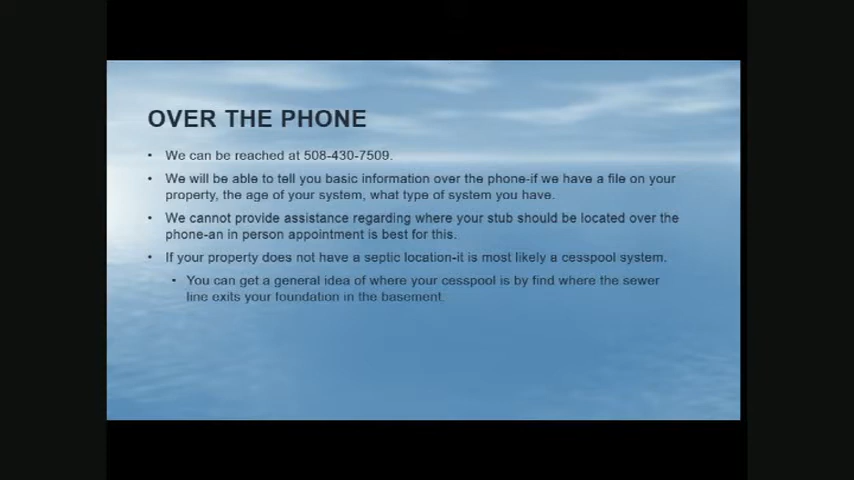 OVER THE PHONE
• We can be reached at 508-430-7509.
• We will be able to tell you basic information over the phone-if we have a file on your
property, the age of your system, what type of system you have.
• We cannot provide assistance regarding where your stub should be located over the
phone-an in person appointment is best for this.
• If your property does not have a septic location-it is most likely a cesspool system.
• You can get a general idea of where your cesspool is by find where the sewer
line exits your foundation in the basement.